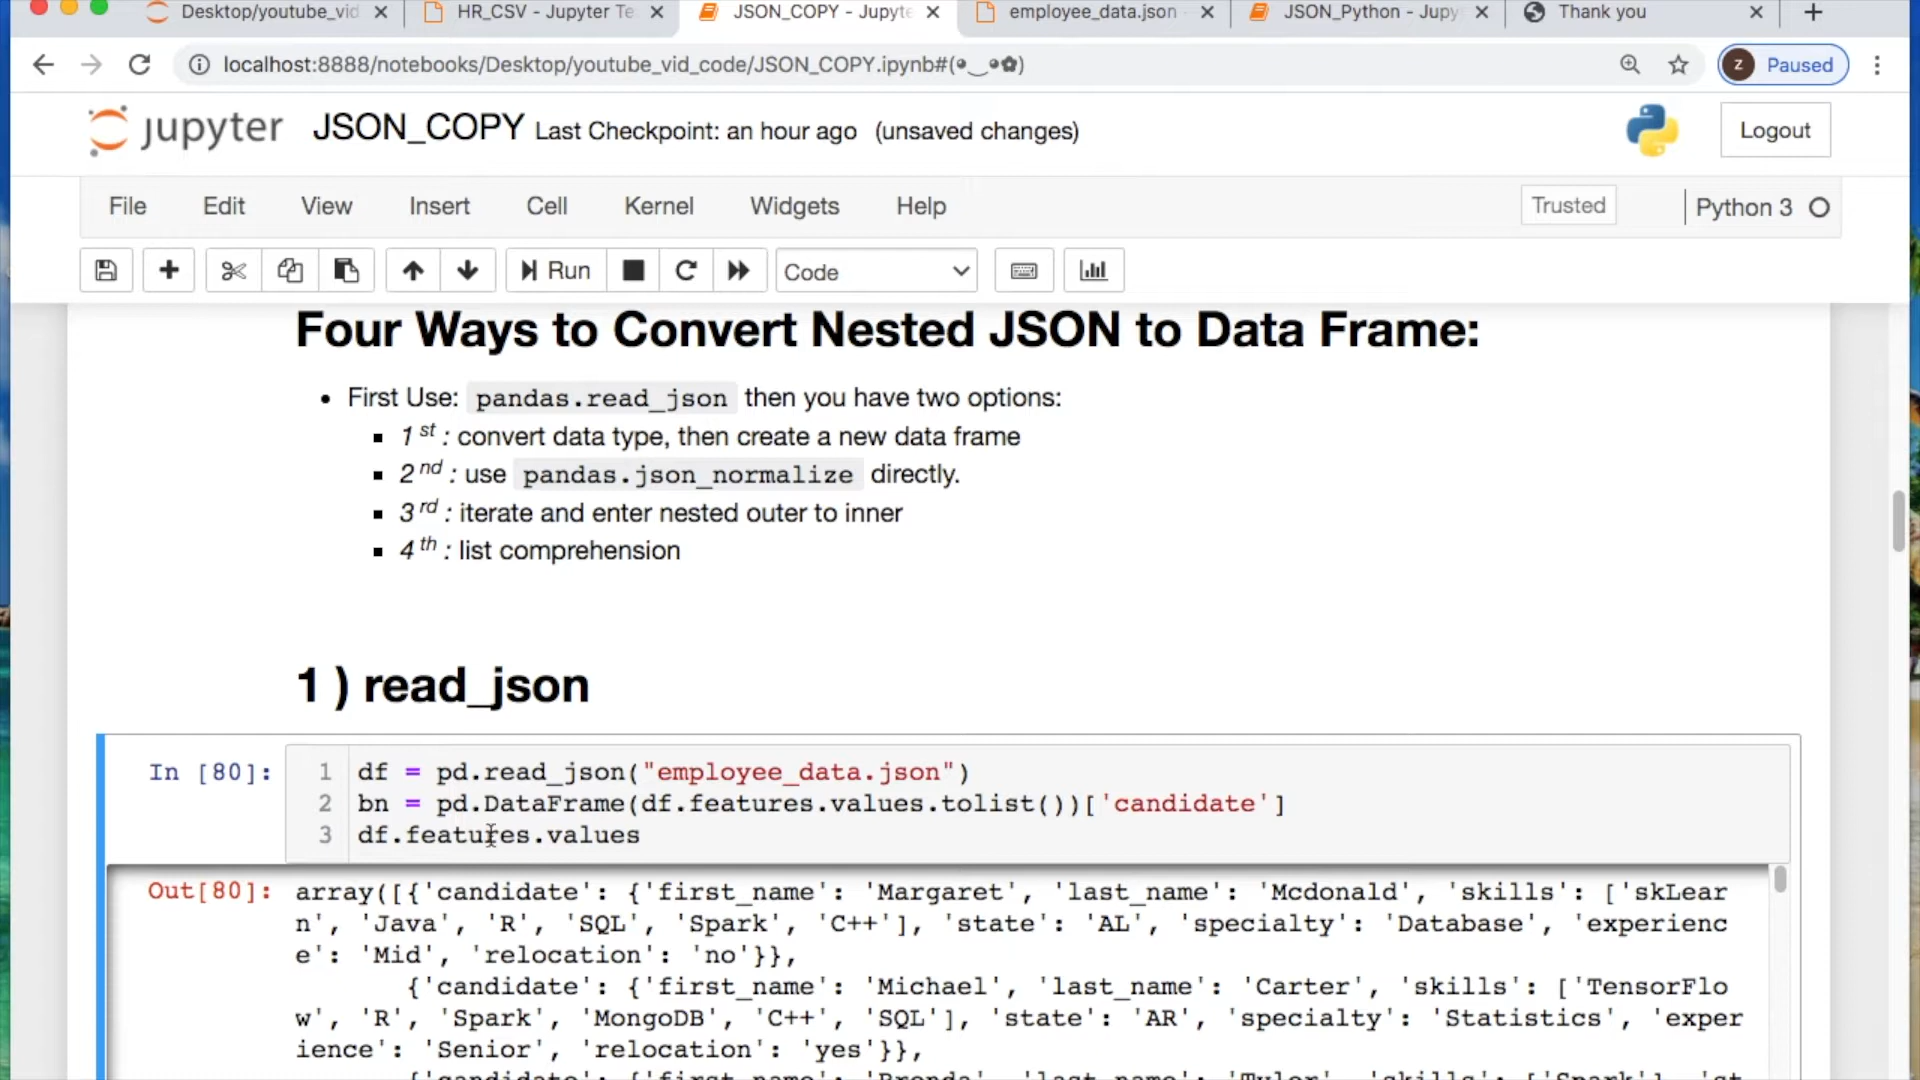 Desktop/youtube_vid
HR_CSV - Jupyter Te
JSON_COPY - Jupyte
employee_data.json
JSON_Python - Jupy
Thank you
localhost:8888/notebooks/Desktop/youtube_vid_code/JSON_COPY.ipynb#(◕‿◕✿)
Z Paused
jupyter JSON_COPY Last Checkpoint: an hour ago (unsaved changes)
Logout
File Edit View Insert Cell Kernel Widgets Help
Trusted
Python 3
Run
Code
Four Ways to Convert Nested JSON to Data Frame:
• First Use: pandas.read_json then you have two options:
▪ 1 st : convert data type, then create a new data frame
▪ 2 nd : use pandas.json_normalize directly.
▪ 3 rd : iterate and enter nested outer to inner
▪ 4 th : list comprehension
1 ) read_json
In [80]:
1 df = pd.read_json("employee_data.json")
2 bn = pd.DataFrame(df.features.values.tolist())['candidate']
3 df.features.values
Out[80]: array([{'candidate': {'first_name': 'Margaret', 'last_name': 'Mcdonald', 'skills': ['skLear
n', 'Java', 'R', 'SQL', 'Spark', 'C++'], 'state': 'AL', 'specialty': 'Database', 'experienc
e': 'Mid', 'relocation': 'no'}},
{'candidate': {'first_name': 'Michael', 'last_name': 'Carter', 'skills': ['TensorFlo
w', 'R', 'Spark', 'MongoDB', 'C++', 'SQL'], 'state': 'AR', 'specialty': 'Statistics', 'exper
ience': 'Senior', 'relocation': 'yes'}},
{'candidate': {'first_name': 'Brenda', 'last_name': 'Tyler', 'skills': ['Spark'], 'st